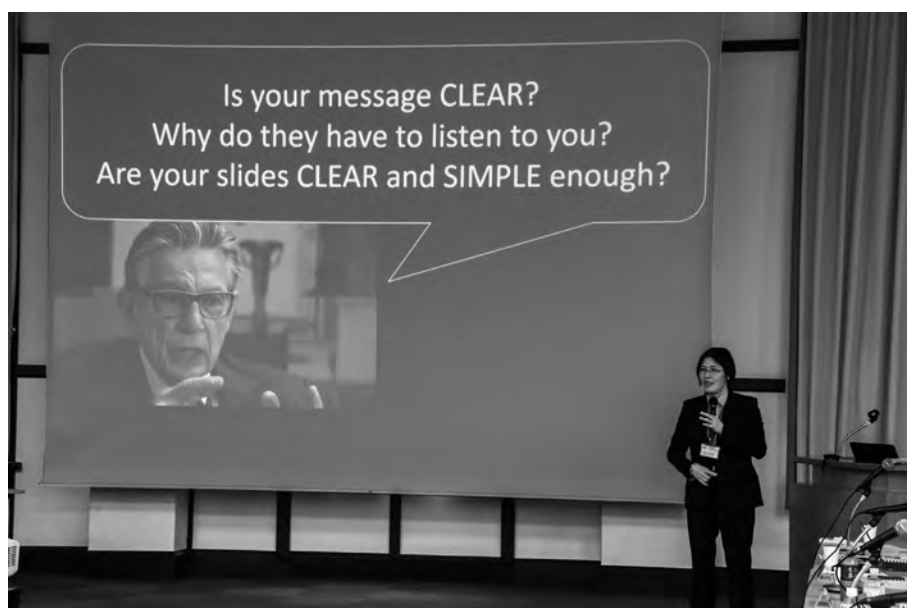 Is your message CLEAR?
Why do they have to listen to you?
Are your slides CLEAR and SIMPLE enough?